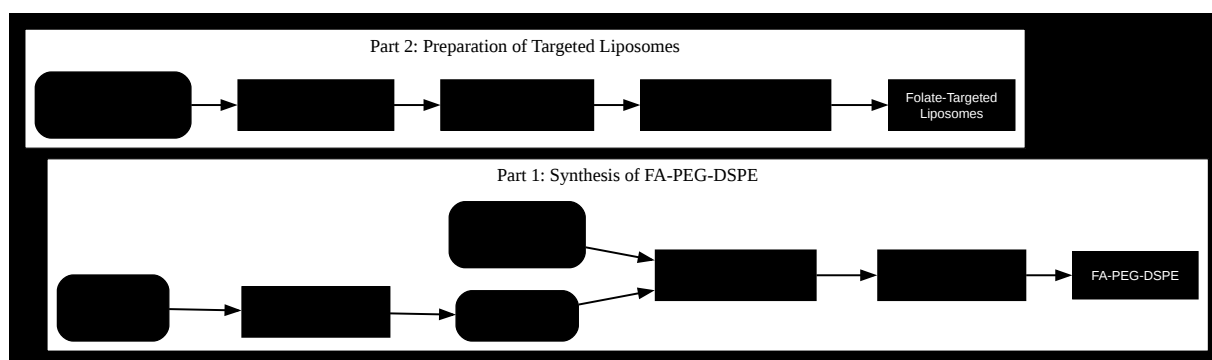 Part 2: Preparation of Targeted Liposomes
Folate-Targeted
Liposomes
Part 1: Synthesis of FA-PEG-DSPE
FA-PEG-DSPE